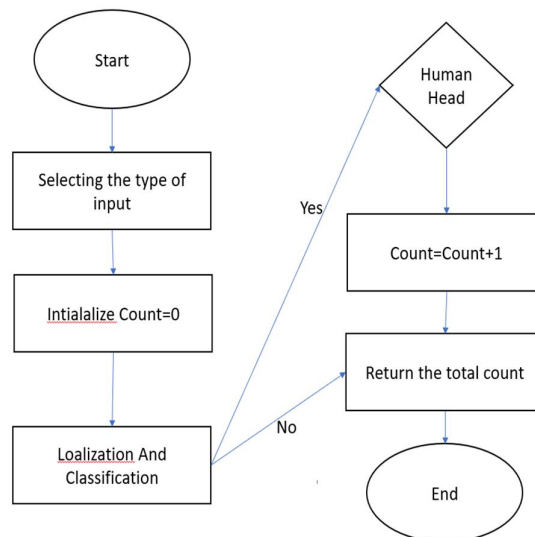 Start
Selecting the type of
input
Intialalize Count=0
Loalization And
Classification
Yes
No
Human
Head
Count=Count+1
Return the total count
End